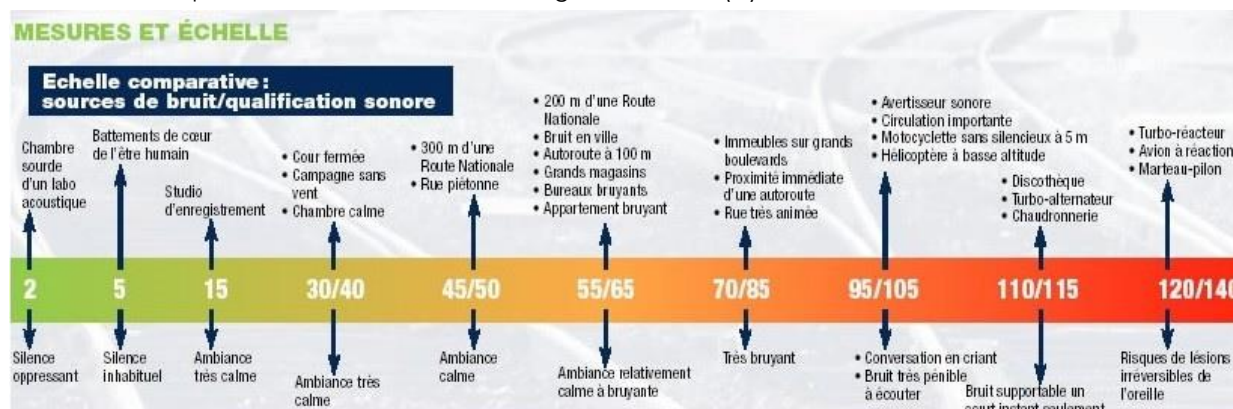 MESURES ET ÉCHELLE
Echelle comparative :
sources de bruit/qualification sonore
Chambre
sourde
d'un labo
acoustique
Battements de cœur
de l'être humain
Studio
d'enregistrement
• Cour fermée
• Campagne sans
vent
• Chambre calme
• 300 m d'une
Route Nationale
• Rue piétonne
• 200 m d'une Route
Nationale
• Bruit en ville
• Autoroute à 100 m
• Grands magasins
• Bureaux bruyants
• Appartement bruyant
• Immeubles sur grands
boulevards
• Proximité immédiate
d'une autoroute
• Rue très animée
• Avertisseur sonore
• Circulation importante
• Motocyclette sans silencieux à 5 m
• Hélicoptère à basse altitude
• Discothèque
• Turbo-alternateur
• Chaudronnerie
• Turbo-réacteur
• Avion à réaction
• Marteau-pilon
2 5 15 30/40 45/50 55/65 70/85 95/105 110/115 120/140
Silence
oppressant
Silence
inhabituel
Ambiance
très calme
Ambiance très
calme
Ambiance
calme
Ambiance relativement
calme à bruyante
Très bruyant
• Conversation en criant
• Bruit très pénible
à écouter
Bruit supportable un
court instant seulement
Risques de lésions
irréversibles de
l'oreille